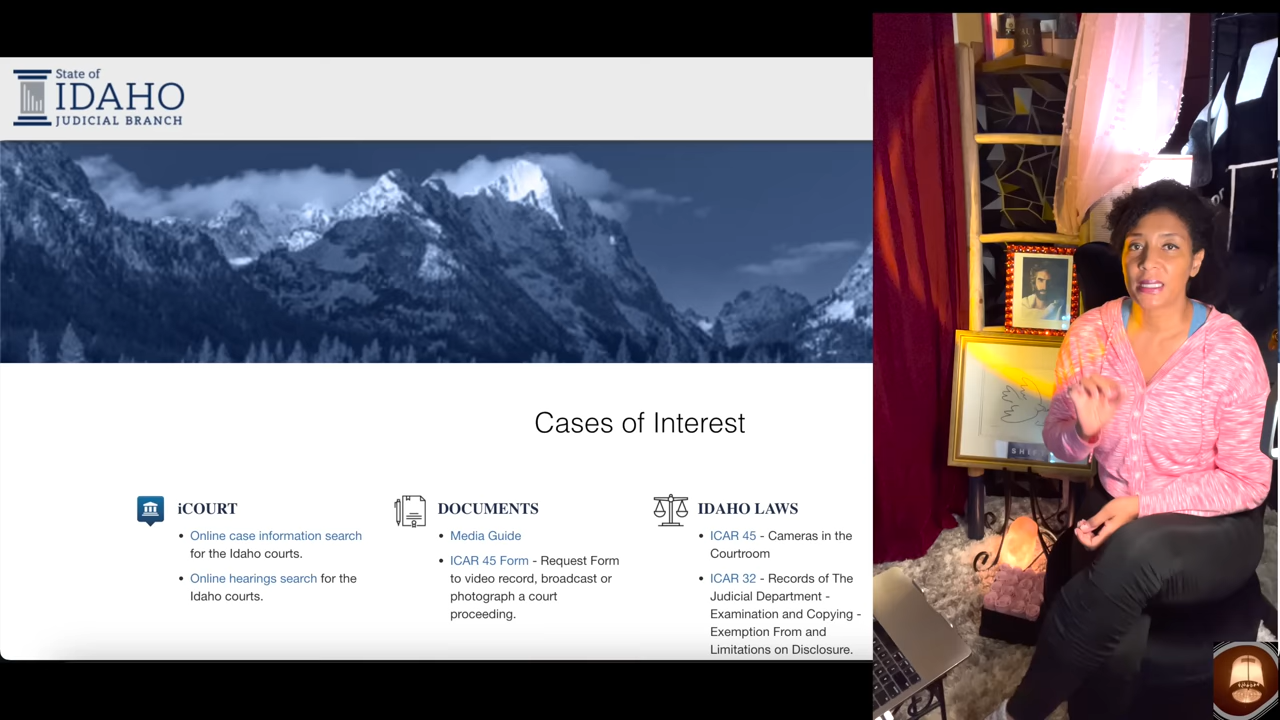 State of
IDAHO
JUDICIAL BRANCH
Cases of Interest
iCOURT
• Online case information search
for the Idaho courts.
• Online hearings search for the
Idaho courts.
DOCUMENTS
• Media Guide
• ICAR 45 Form - Request Form
to video record, broadcast or
photograph a court
proceeding.
IDAHO LAWS
• ICAR 45 - Cameras in the
Courtroom
• ICAR 32 - Records of The
Judicial Department -
Examination and Copying -
Exemption From and
Limitations on Disclosure.